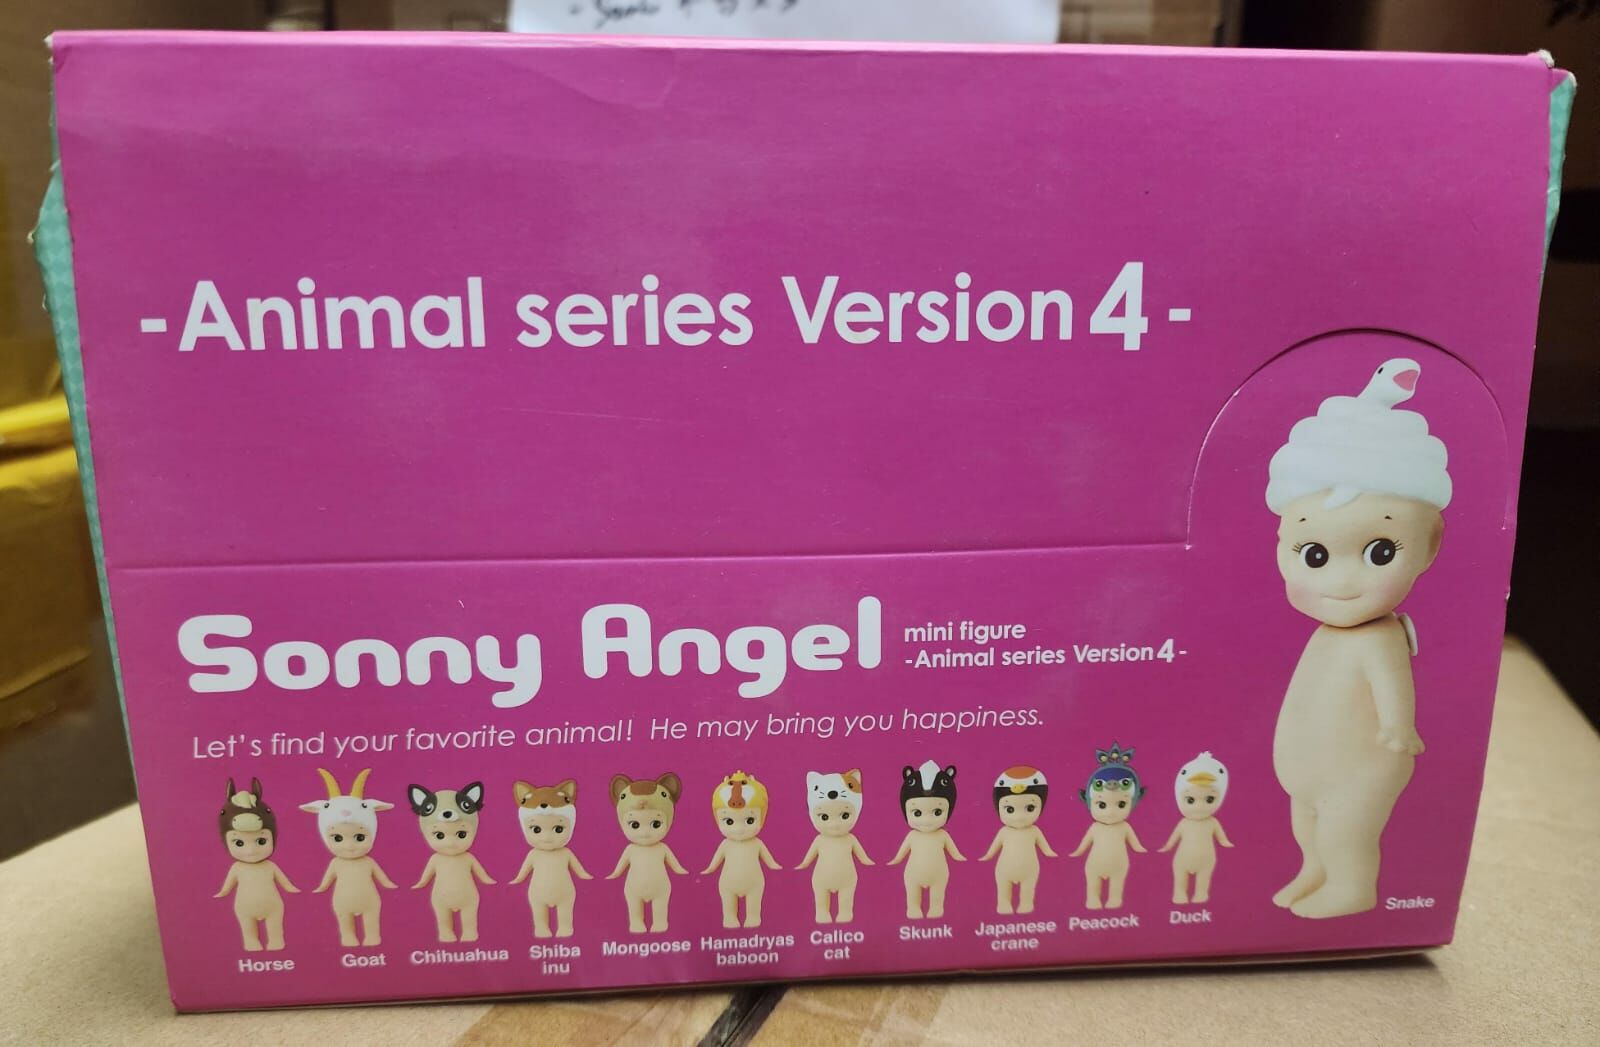 -Animal series Version 4-
Sonny Angel
mini figure
-Animal series Version 4-
Let's find your favorite animal! He may bring you happiness.
Horse
Goat
Chihuahua
Shiba
inu
Mongoose
Hamadryas
baboon
Calico
cat
Skunk
Japanese
crane
Peacock
Duck
Snake